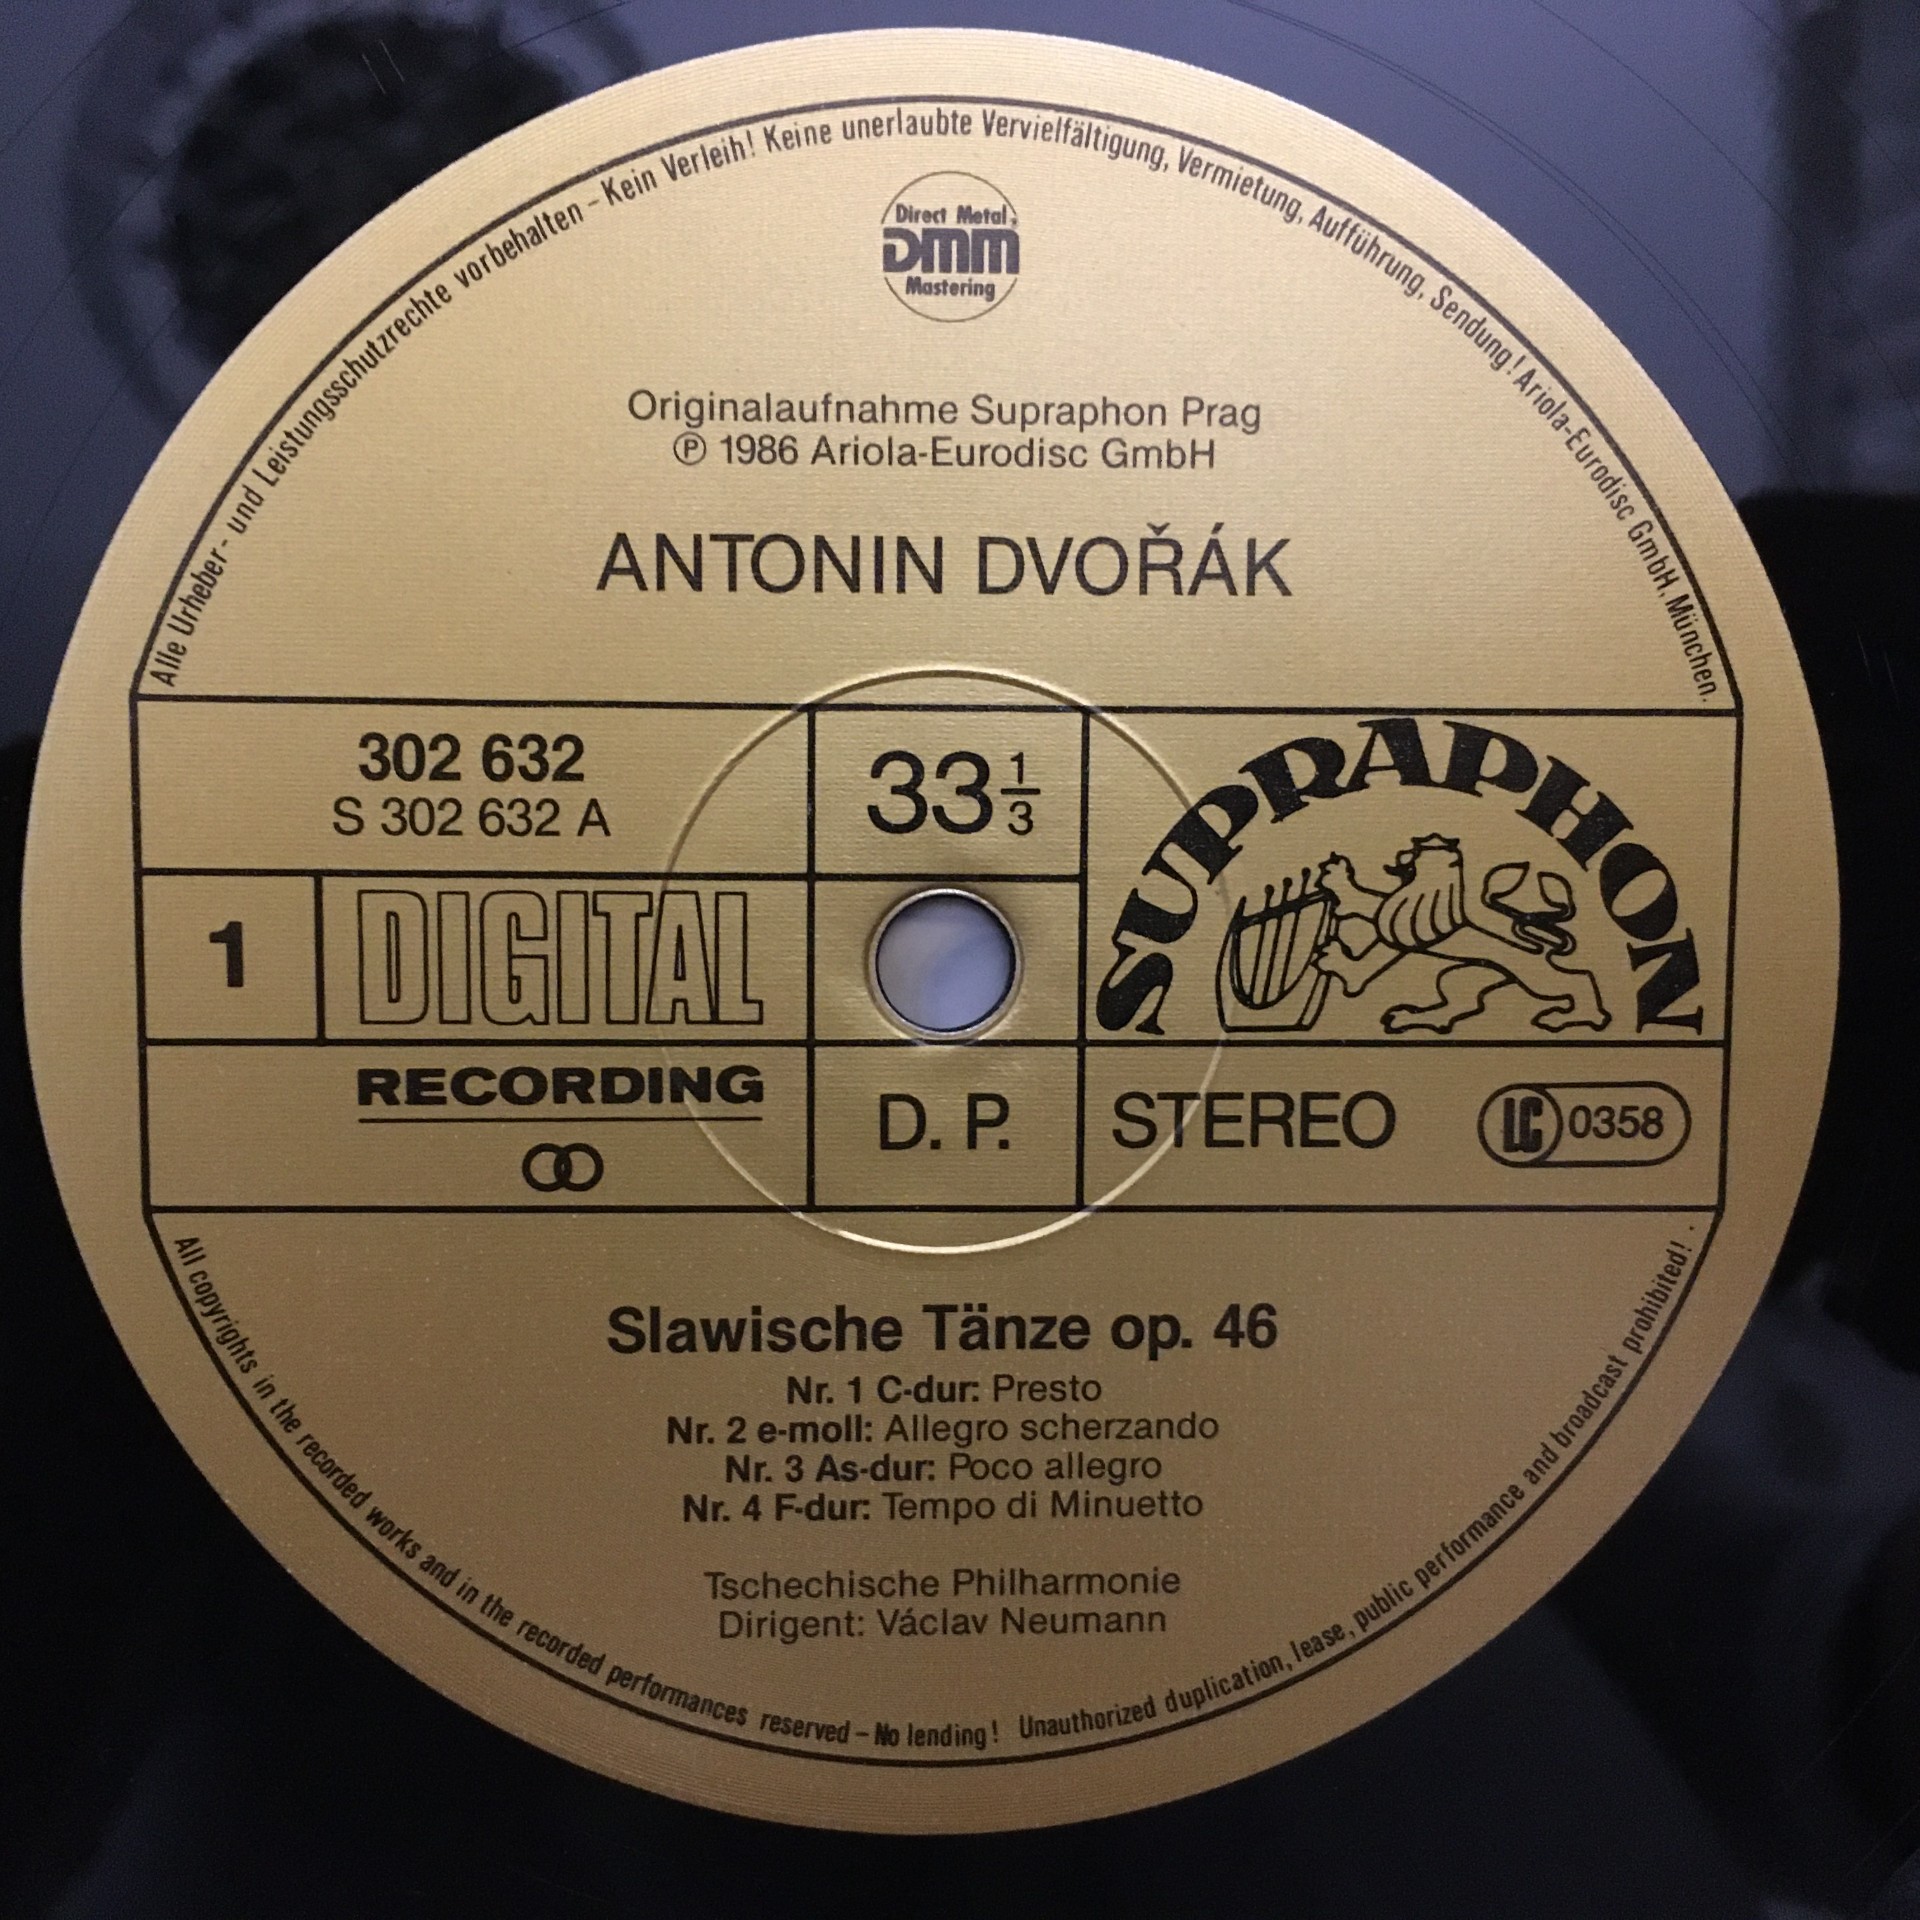 Alle Urheber- und Leistungsschutzrechte vorbehalten – Kein Verleih! Keine unerlaubte Vervielfältigung, Vermietung, Aufführung, Sendung! Ariola-Eurodisc GmbH, München.
Direct Metal
DMM
Mastering
Originalaufnahme Supraphon Prag
℗ 1986 Ariola-Eurodisc GmbH
ANTONIN DVOŘÁK
302 632
S 302 632 A
33 1/3
SUPRAPHON
1
DIGITAL
RECORDING
D. P.
STEREO
LC 0358
Slawische Tänze op. 46
Nr. 1 C-dur: Presto
Nr. 2 e-moll: Allegro scherzando
Nr. 3 As-dur: Poco allegro
Nr. 4 F-dur: Tempo di Minuetto
Tschechische Philharmonie
Dirigent: Václav Neumann
All copyrights in the recorded works and in the recorded performances reserved – No lending! Unauthorized duplication, lease, public performance and broadcast prohibited!